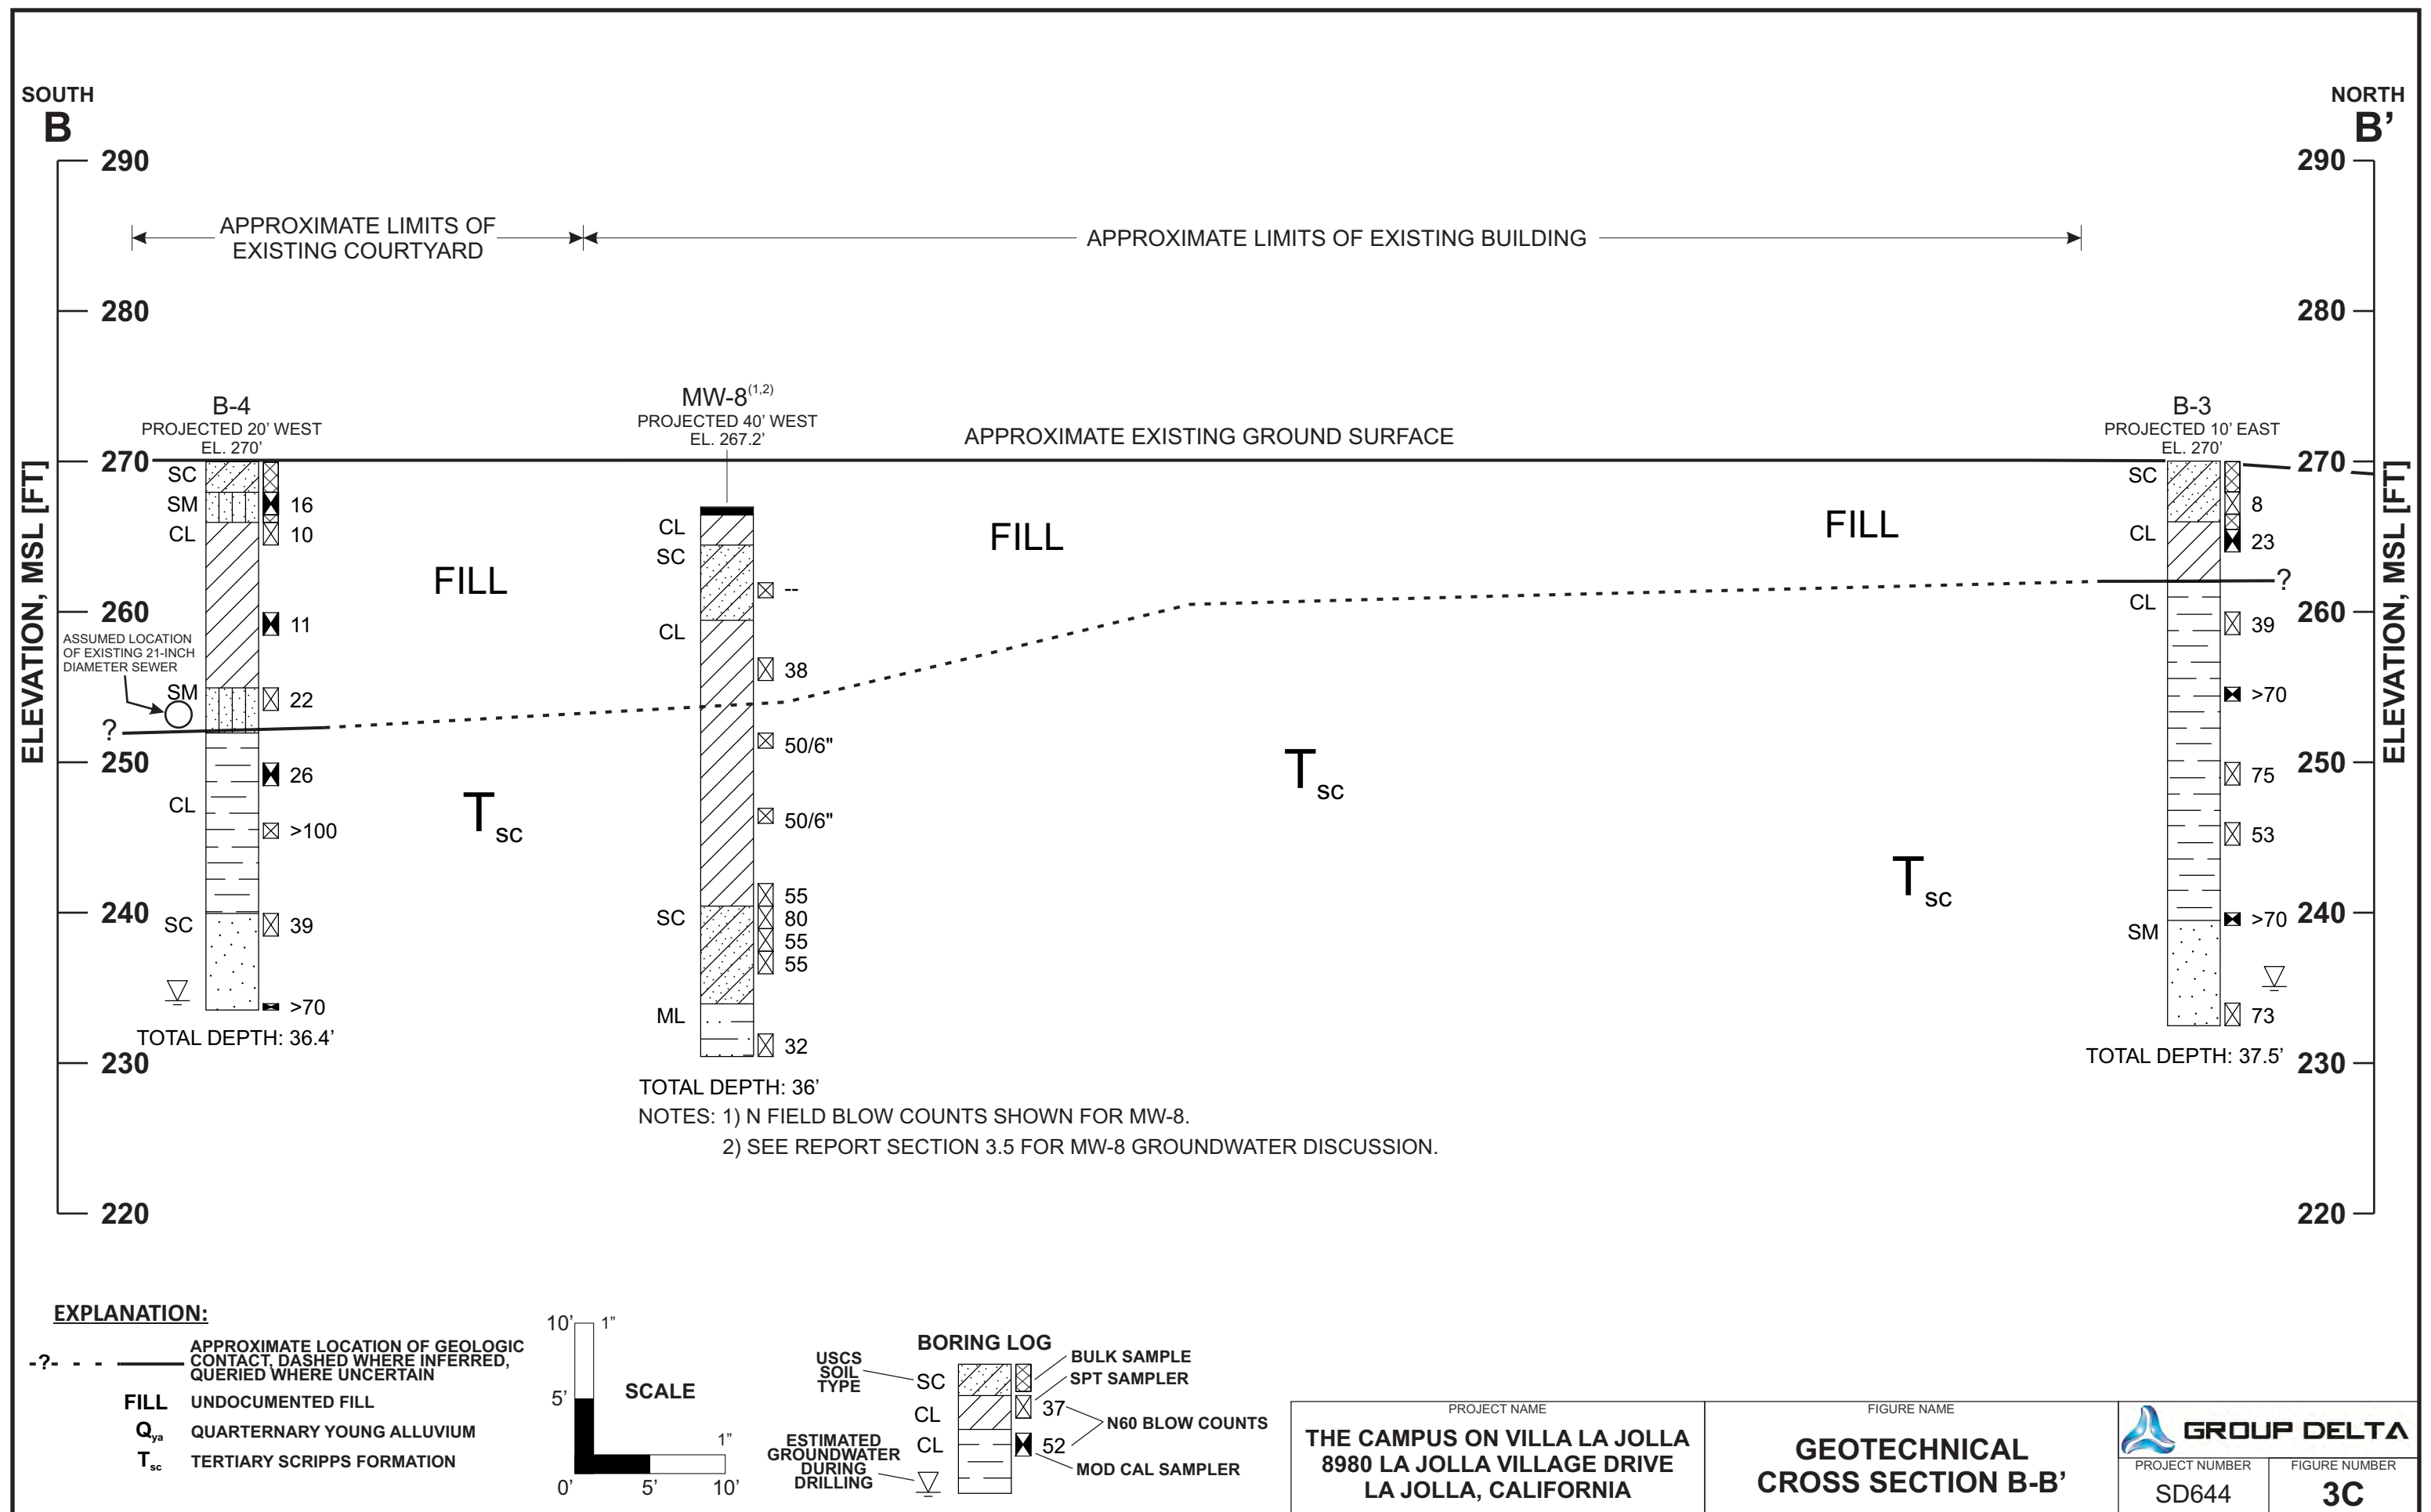 SOUTH
B
NORTH
B’
290
290
APPROXIMATE LIMITS OF
EXISTING COURTYARD
APPROXIMATE LIMITS OF EXISTING BUILDING
280
280
B-4
PROJECTED 20’ WEST
EL. 270’
MW-8(1,2)
PROJECTED 40’ WEST
EL. 267.2’
APPROXIMATE EXISTING GROUND SURFACE
B-3
PROJECTED 10’ EAST
EL. 270’
270
270
ELEVATION, MSL [FT]
ELEVATION, MSL [FT]
260
260
250
250
240
240
230
230
220
220
SC
SM
16
CL
10
11
SM
22
26
CL
>100
SC
39
>70
TOTAL DEPTH: 36.4’
ASSUMED LOCATION
OF EXISTING 21-INCH
DIAMETER SEWER
?
FILL
Tsc
CL
SC
--
CL
38
50/6"
50/6"
55
SC
80
55
55
ML
32
TOTAL DEPTH: 36’
NOTES: 1) N FIELD BLOW COUNTS SHOWN FOR MW-8.
2) SEE REPORT SECTION 3.5 FOR MW-8 GROUNDWATER DISCUSSION.
FILL
Tsc
FILL
Tsc
SC
8
CL
23
?
CL
39
>70
75
53
>70
SM
73
TOTAL DEPTH: 37.5’
EXPLANATION:
-?-
APPROXIMATE LOCATION OF GEOLOGIC
CONTACT, DASHED WHERE INFERRED,
QUERIED WHERE UNCERTAIN
FILL UNDOCUMENTED FILL
Qya QUARTERNARY YOUNG ALLUVIUM
Tsc TERTIARY SCRIPPS FORMATION
10’ 1”
5’
SCALE
1”
0’ 5’ 10’
BORING LOG
USCS
SOIL
TYPE
SC
CL
CL
BULK SAMPLE
SPT SAMPLER
37
N60 BLOW COUNTS
52
MOD CAL SAMPLER
ESTIMATED
GROUNDWATER
DURING
DRILLING
PROJECT NAME
THE CAMPUS ON VILLA LA JOLLA
8980 LA JOLLA VILLAGE DRIVE
LA JOLLA, CALIFORNIA
FIGURE NAME
GEOTECHNICAL
CROSS SECTION B-B’
GROUP DELTA
PROJECT NUMBER
SD644
FIGURE NUMBER
3C